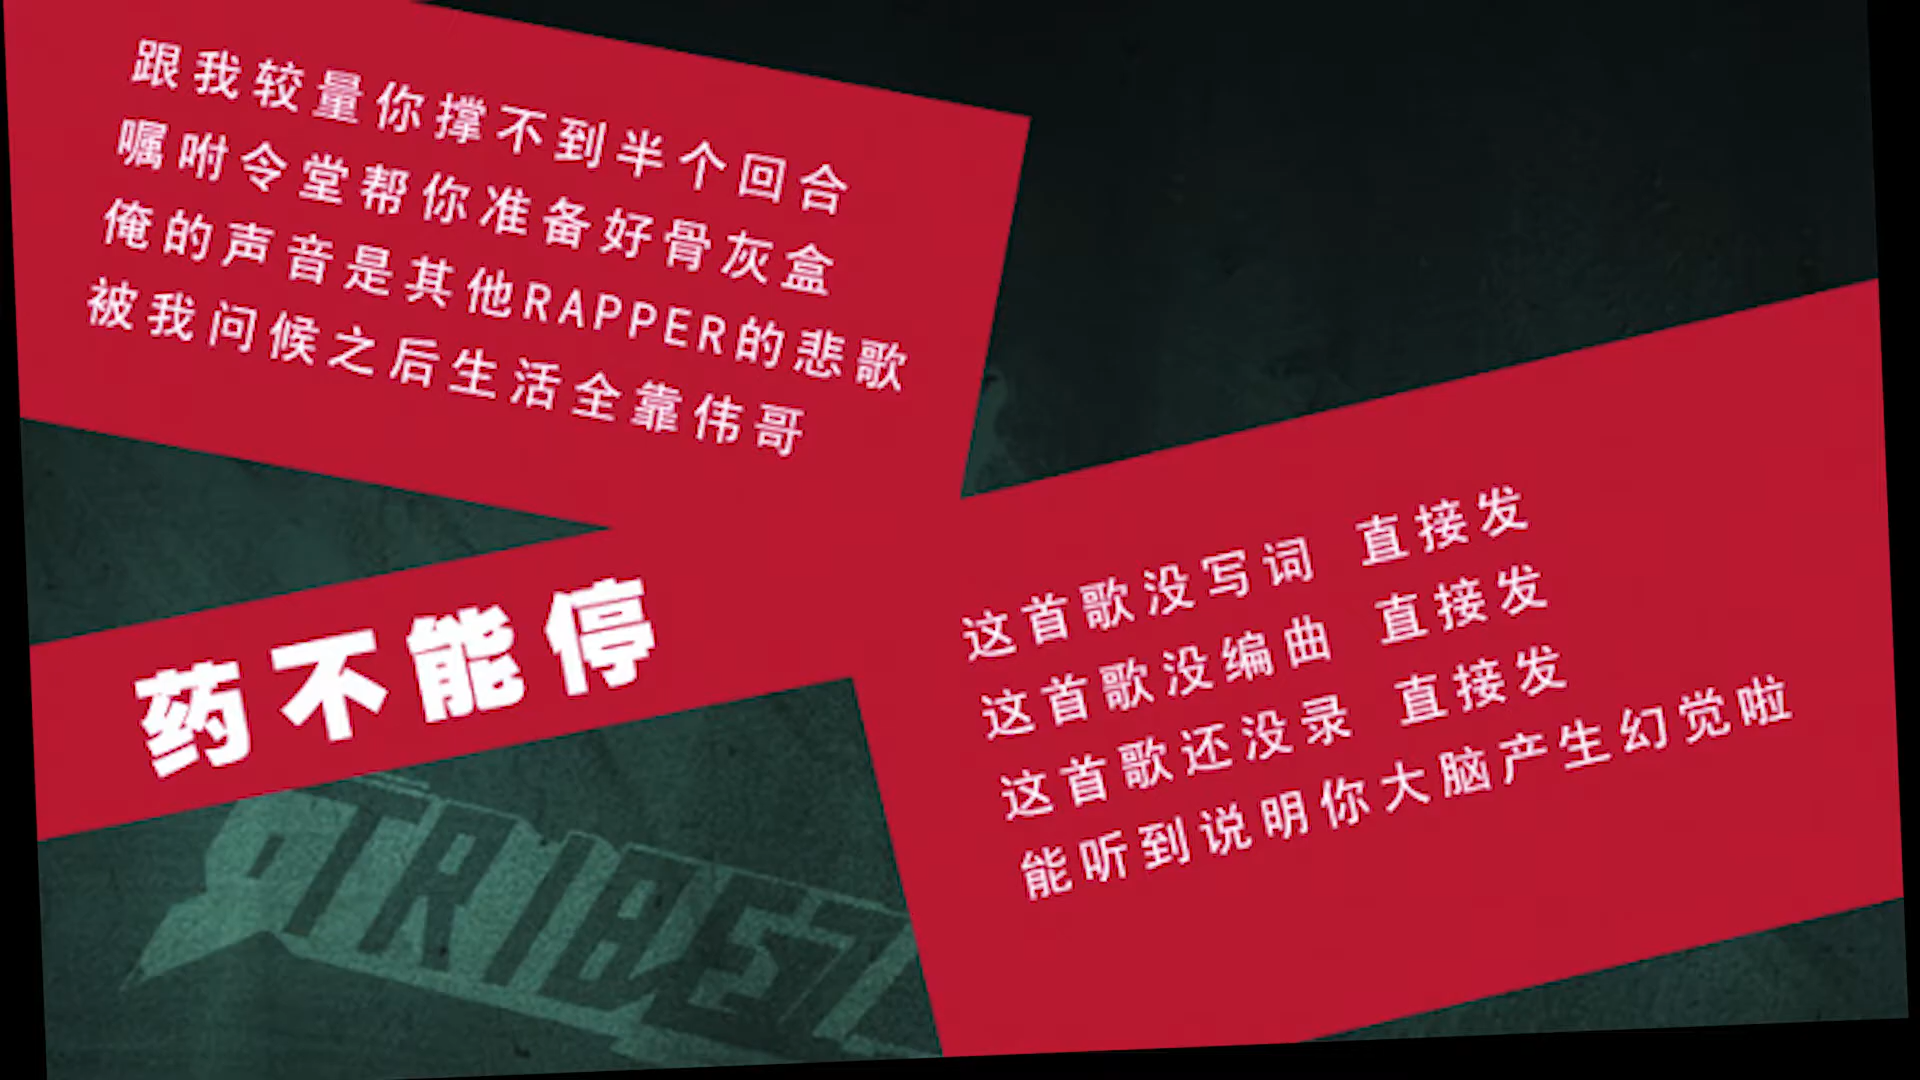 跟我较量你撑不到半个回合
嘱咐令堂帮你准备好骨灰盒
俺的声音是其他RAPPER的悲歌
被我问候之后生活全靠伟哥
药不能停
这首歌没写词 直接发
这首歌没编曲 直接发
这首歌还没录 直接发
能听到说明你大脑产生幻觉啦
TRIBE